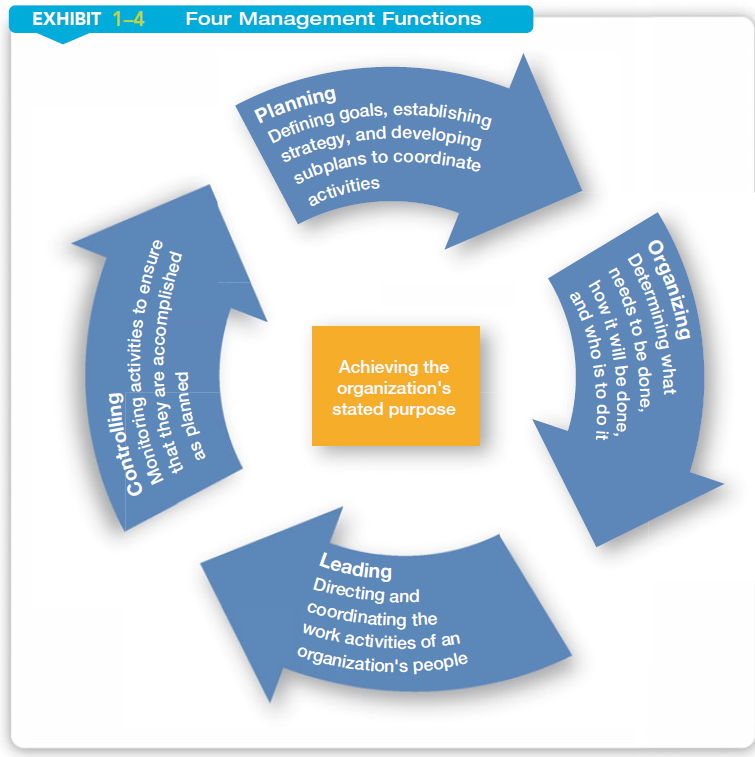 EXHIBIT 1–4 Four Management Functions
Planning
Defining goals, establishing
strategy, and developing
subplans to coordinate
activities
Organizing
Determining what
needs to be done,
how it will be done,
and who is to do it
Leading
Directing and
coordinating the
work activities of an
organization's people
Controlling
Monitoring activities to ensure
that they are accomplished
as planned
Achieving the
organization's
stated purpose